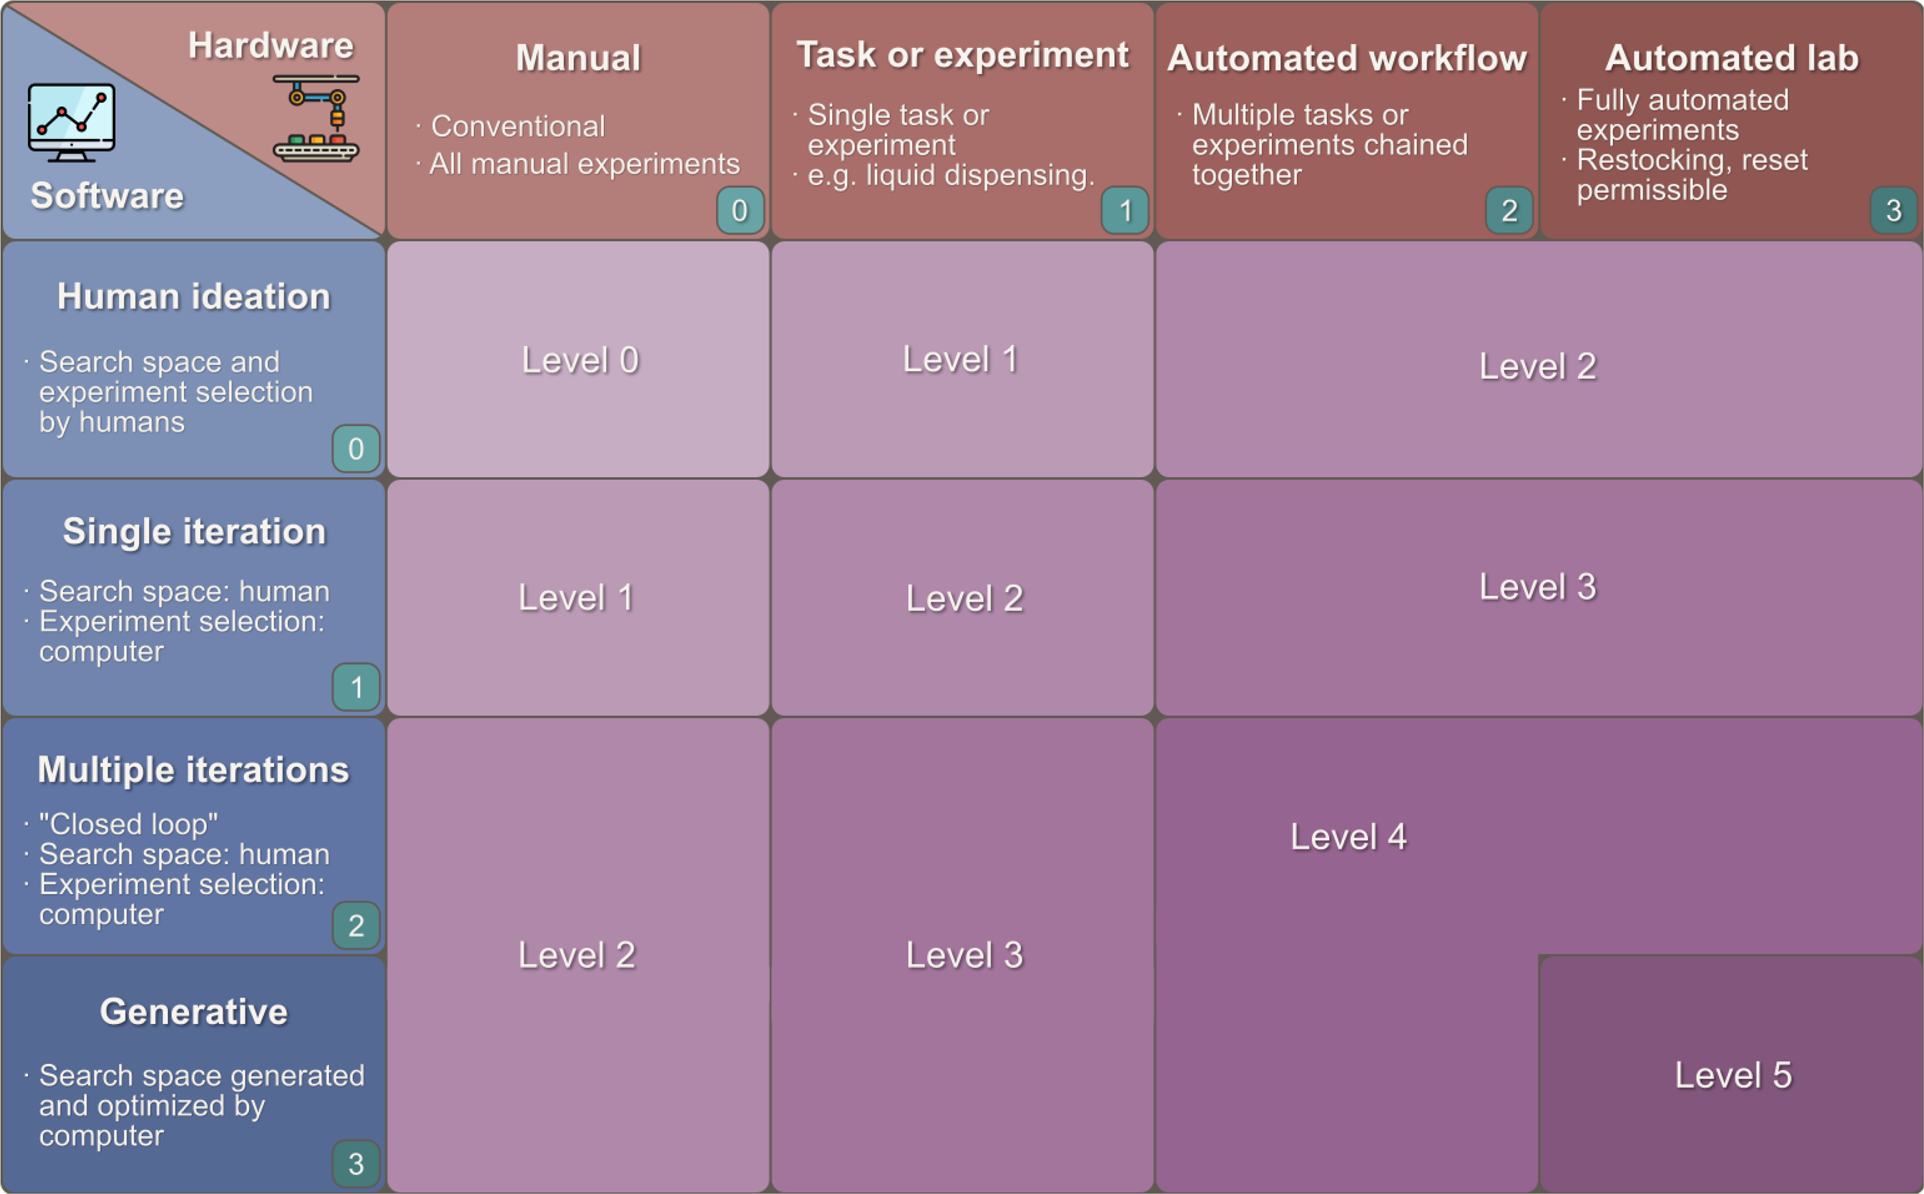 Hardware
Software
Manual
· Conventional
· All manual experiments
0
Task or experiment
· Single task or
experiment
· e.g. liquid dispensing.
1
Automated workflow
· Multiple tasks or
experiments chained
together
2
Automated lab
· Fully automated
experiments
· Restocking, reset
permissible
3
Human ideation
· Search space and
experiment selection
by humans
0
Level 0
Level 1
Level 2
Single iteration
· Search space: human
· Experiment selection:
computer
1
Level 1
Level 2
Level 3
Multiple iterations
· "Closed loop"
· Search space: human
· Experiment selection:
computer
2
Level 2
Level 3
Level 4
Generative
· Search space generated
and optimized by
computer
3
Level 5